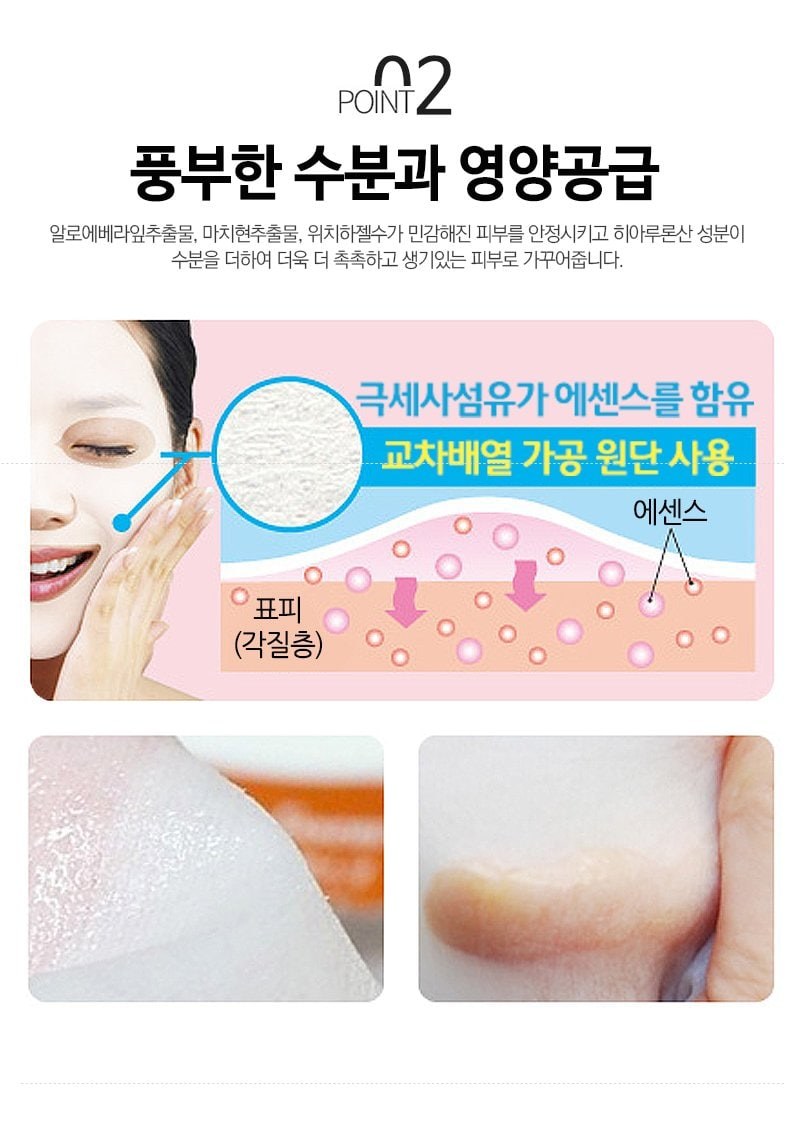 POINT 02
풍부한 수분과 영양공급
알로에베라잎추출물, 마치현추출물, 위치하젤수가 민감해진 피부를 안정시키고 히아루론산 성분이
수분을 더하여 더욱 더 촉촉하고 생기있는 피부로 가꾸어줍니다.
극세사섬유가 에센스를 함유
교차배열 가공 원단 사용
에센스
표피
(각질층)